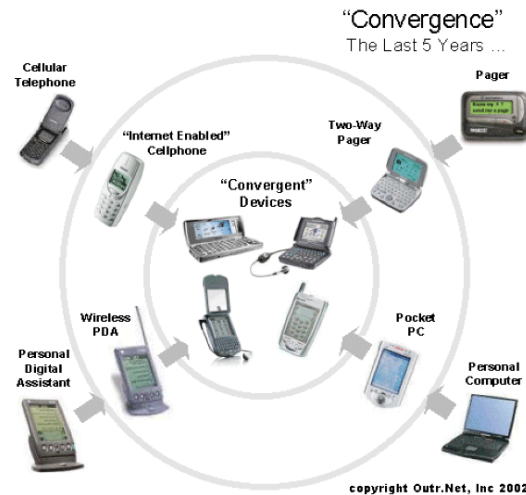 “Convergence”
The Last 5 Years ...
Cellular
Telephone
Pager
“Internet Enabled”
Cellphone
Two-Way
Pager
“Convergent”
Devices
Wireless
PDA
Pocket
PC
Personal
Digital
Assistant
Personal
Computer
copyright Outr.Net, Inc 2002